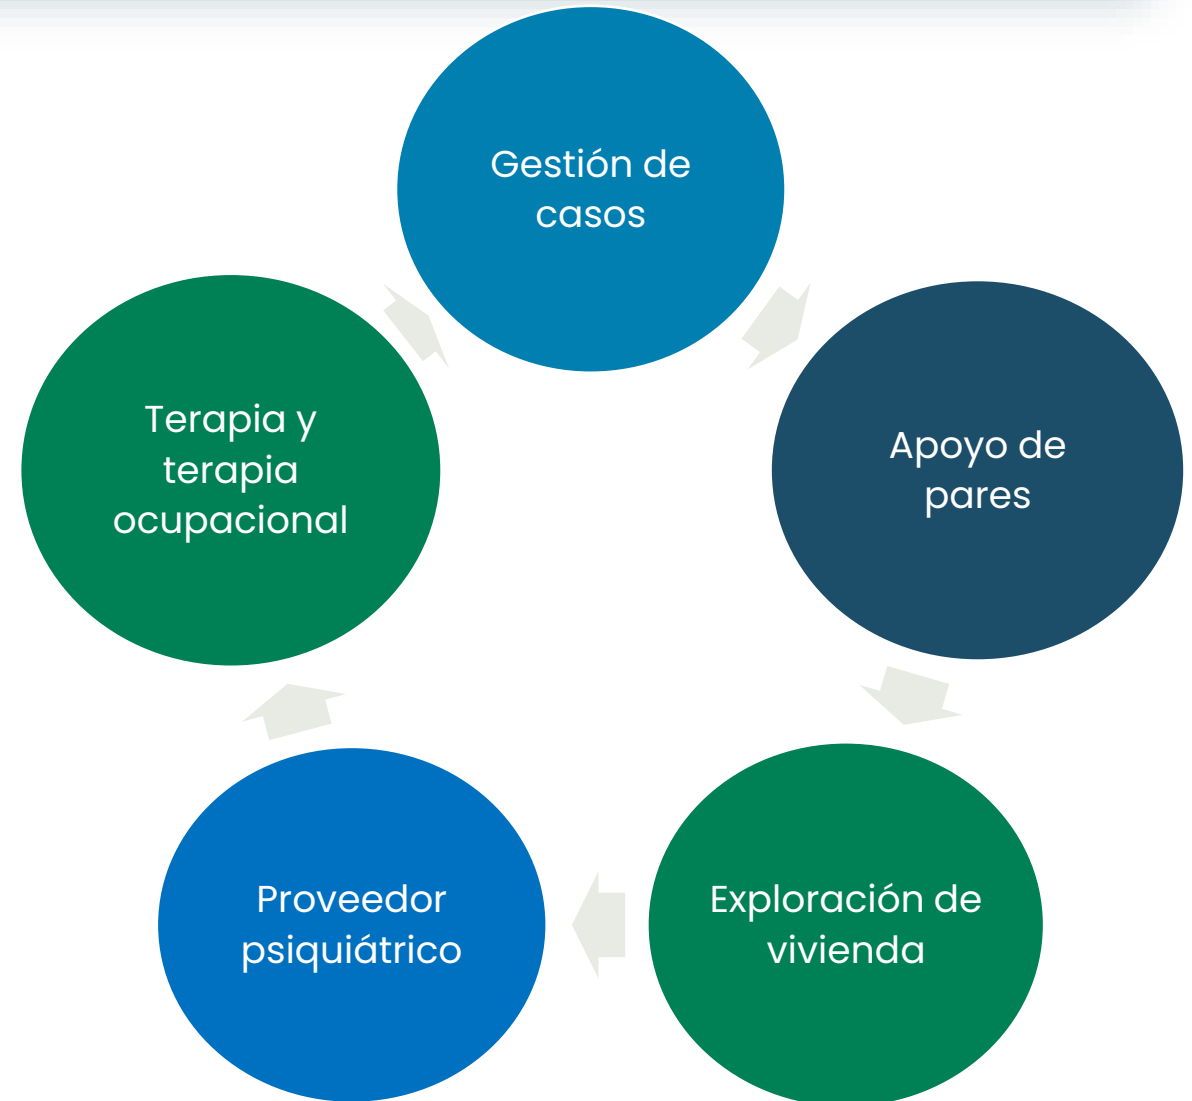 Gestión de
casos
Apoyo de
pares
Exploración de
vivienda
Proveedor
psiquiátrico
Terapia y
terapia
ocupacional